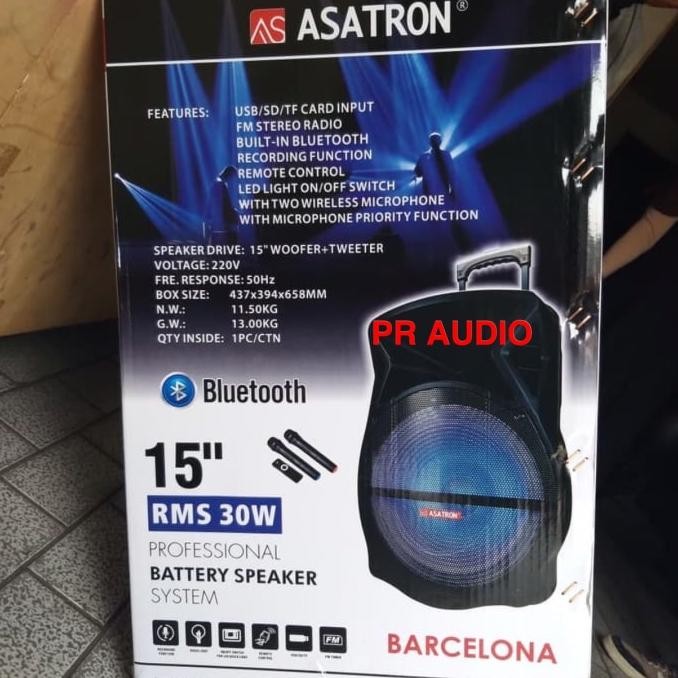 AS ASATRON®
FEATURES: USB/SD/TF CARD INPUT
FM STEREO RADIO
BUILT-IN BLUETOOTH
RECORDING FUNCTION
REMOTE CONTROL
LED LIGHT ON/OFF SWITCH
WITH TWO WIRELESS MICROPHONE
WITH MICROPHONE PRIORITY FUNCTION
SPEAKER DRIVE: 15" WOOFER+TWEETER
VOLTAGE: 220V
FRE. RESPONSE: 50Hz
BOX SIZE: 437x394x658MM
N.W.: 11.50KG
G.W.: 13.00KG
QTY INSIDE: 1PC/CTN
PR AUDIO
Bluetooth
15"
RMS 30W
AS ASATRON
PROFESSIONAL
BATTERY SPEAKER
SYSTEM
FM
BARCELONA